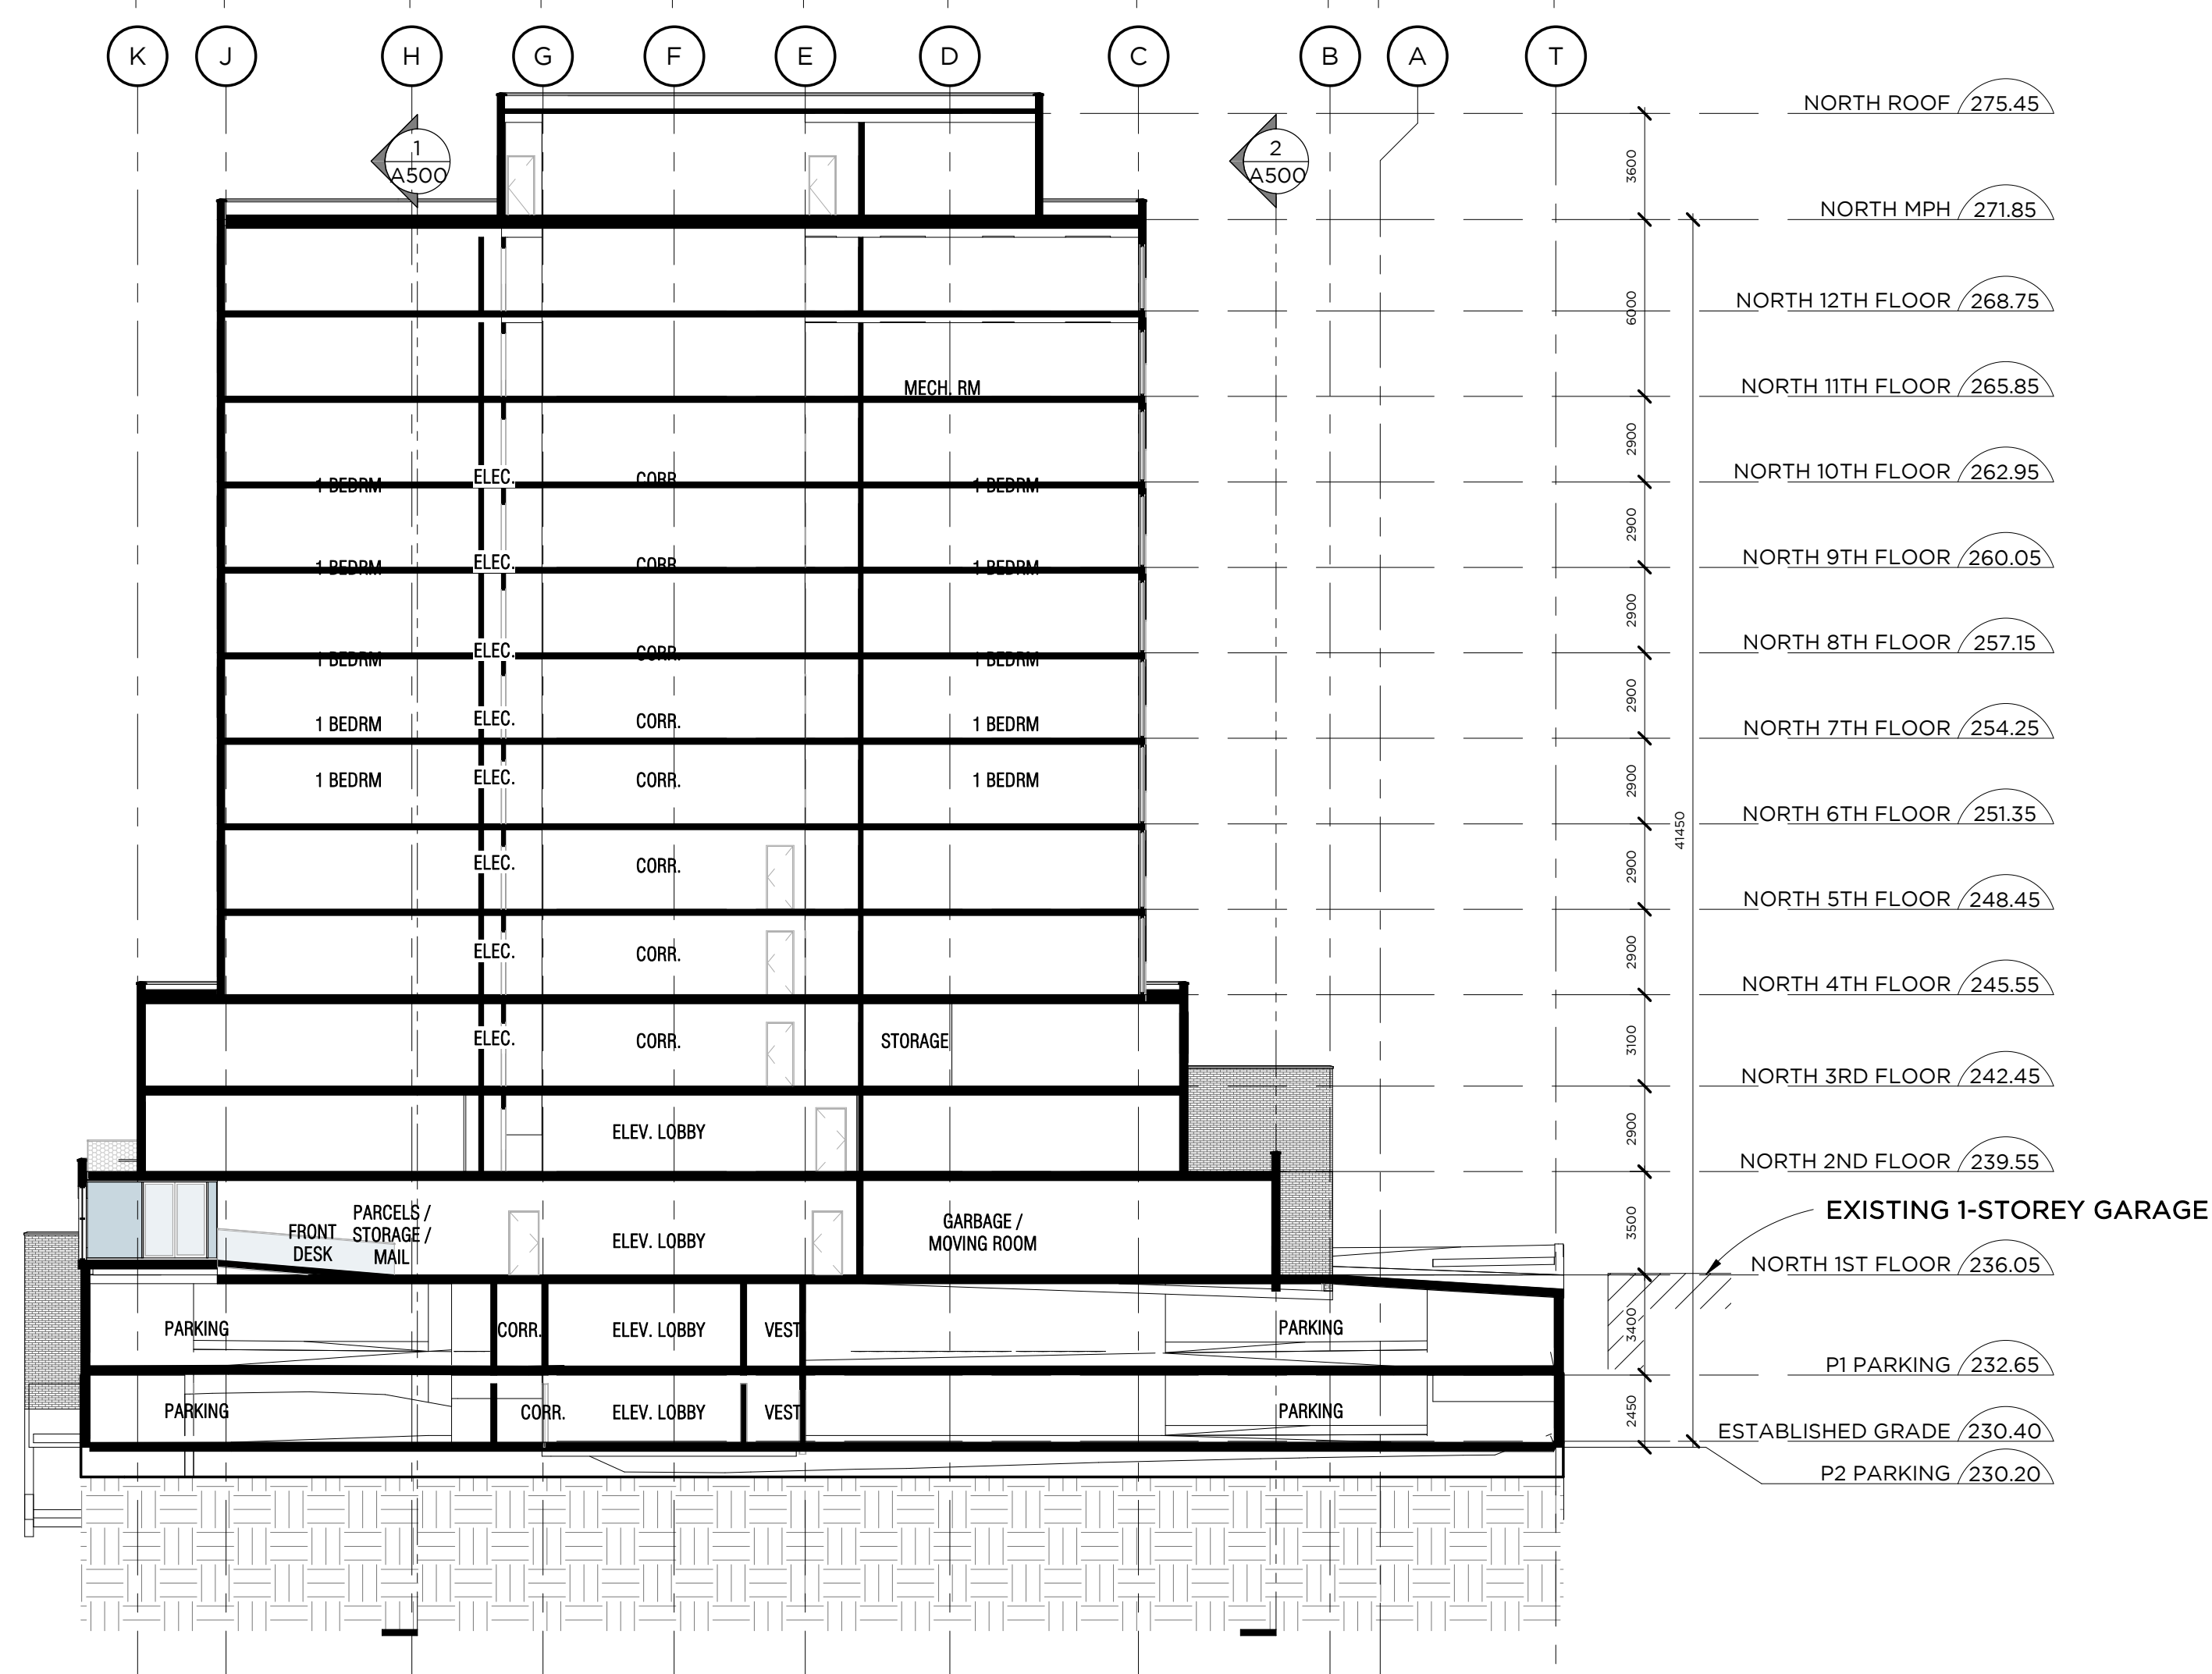 K J H G F E D C B A T
NORTH ROOF 275.45
1
A500
2
A500
3600
NORTH MPH 271.85
6000
NORTH 12TH FLOOR 268.75
MECH. RM
NORTH 11TH FLOOR 265.85
2900
1 BEDRM ELEC. CORR. 1 BEDRM
NORTH 10TH FLOOR 262.95
2900
1 BEDRM ELEC. CORR. 1 BEDRM
NORTH 9TH FLOOR 260.05
2900
1 BEDRM ELEC. CORR. 1 BEDRM
NORTH 8TH FLOOR 257.15
2900
1 BEDRM ELEC. CORR. 1 BEDRM
NORTH 7TH FLOOR 254.25
2900
1 BEDRM ELEC. CORR. 1 BEDRM
NORTH 6TH FLOOR 251.35
41450
2900
ELEC. CORR.
NORTH 5TH FLOOR 248.45
2900
ELEC. CORR.
NORTH 4TH FLOOR 245.55
3100
ELEC. CORR. STORAGE
NORTH 3RD FLOOR 242.45
2900
ELEV. LOBBY
NORTH 2ND FLOOR 239.55
EXISTING 1-STOREY GARAGE
3500
FRONT
DESK
PARCELS /
STORAGE /
MAIL
ELEV. LOBBY
GARBAGE /
MOVING ROOM
NORTH 1ST FLOOR 236.05
3400
PARKING CORR. ELEV. LOBBY VEST PARKING
P1 PARKING 232.65
2450
PARKING CORR. ELEV. LOBBY VEST PARKING
ESTABLISHED GRADE 230.40
P2 PARKING 230.20